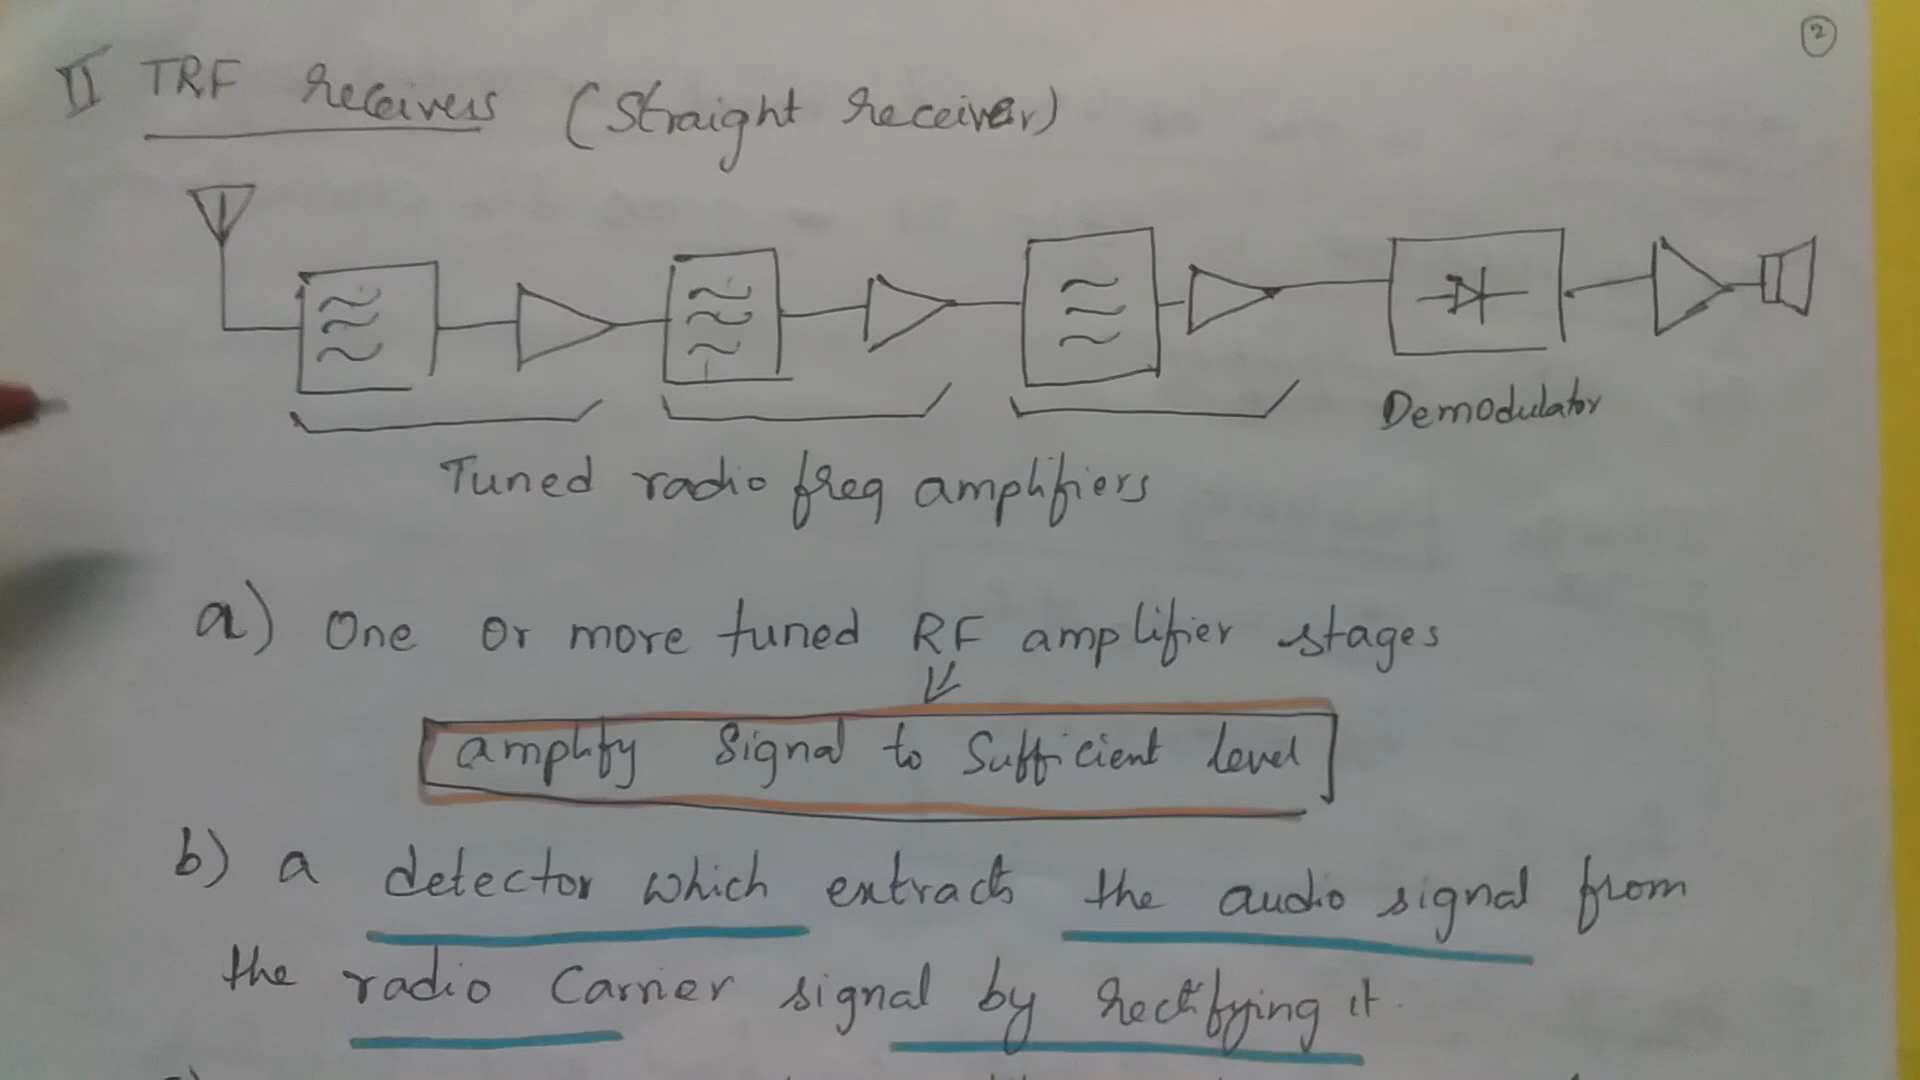 2
II TRF receivers (Straight receiver)
Demodulator
Tuned radio freq amplifiers
a) One or more tuned RF amplifier stages
amplify signal to sufficient level
b) a detector which extracts the audio signal from
the radio carrier signal by rectifying it.